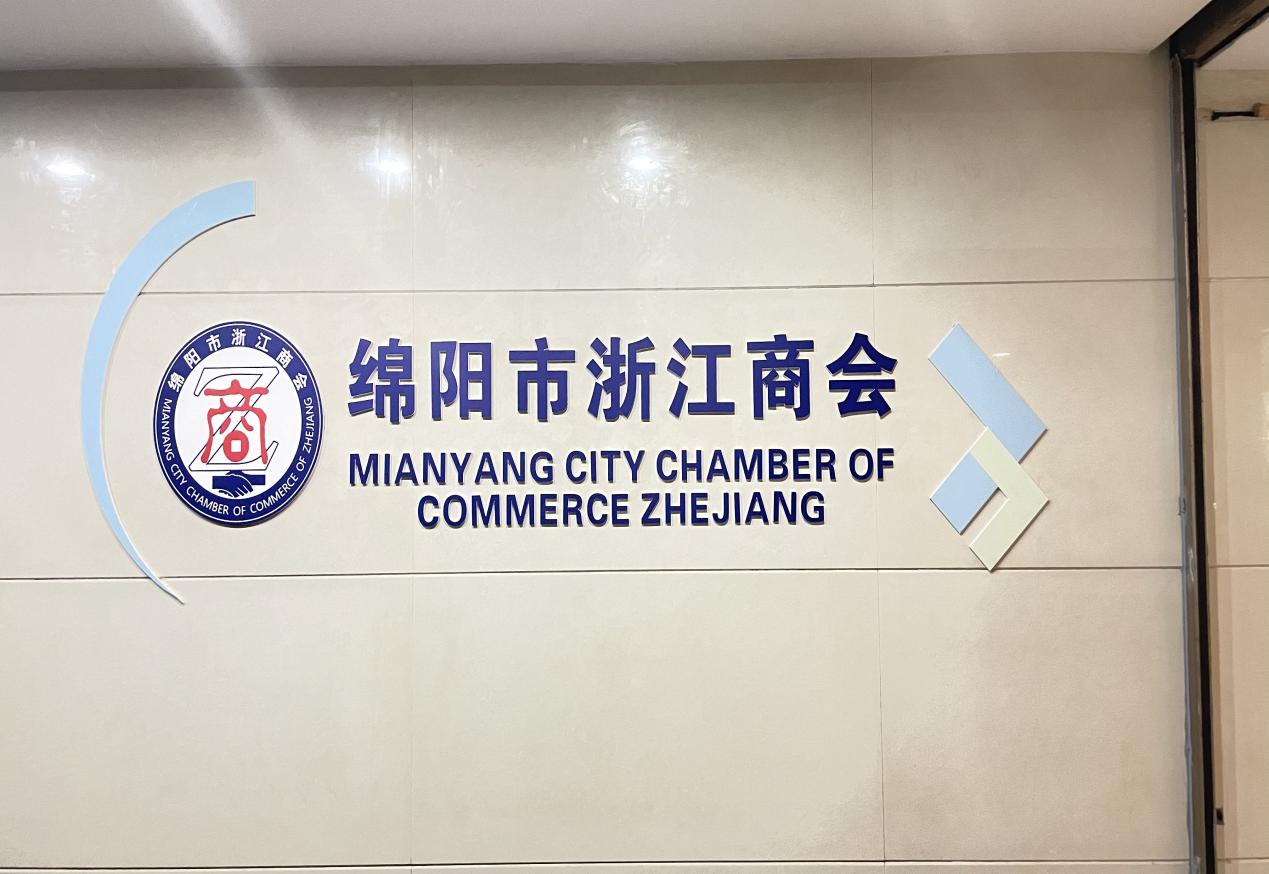 绵阳市浙江商会
MIANYANG CITY CHAMBER OF COMMERCE OF ZHEJIANG
商
绵阳市浙江商会
MIANYANG CITY CHAMBER OF
COMMERCE ZHEJIANG